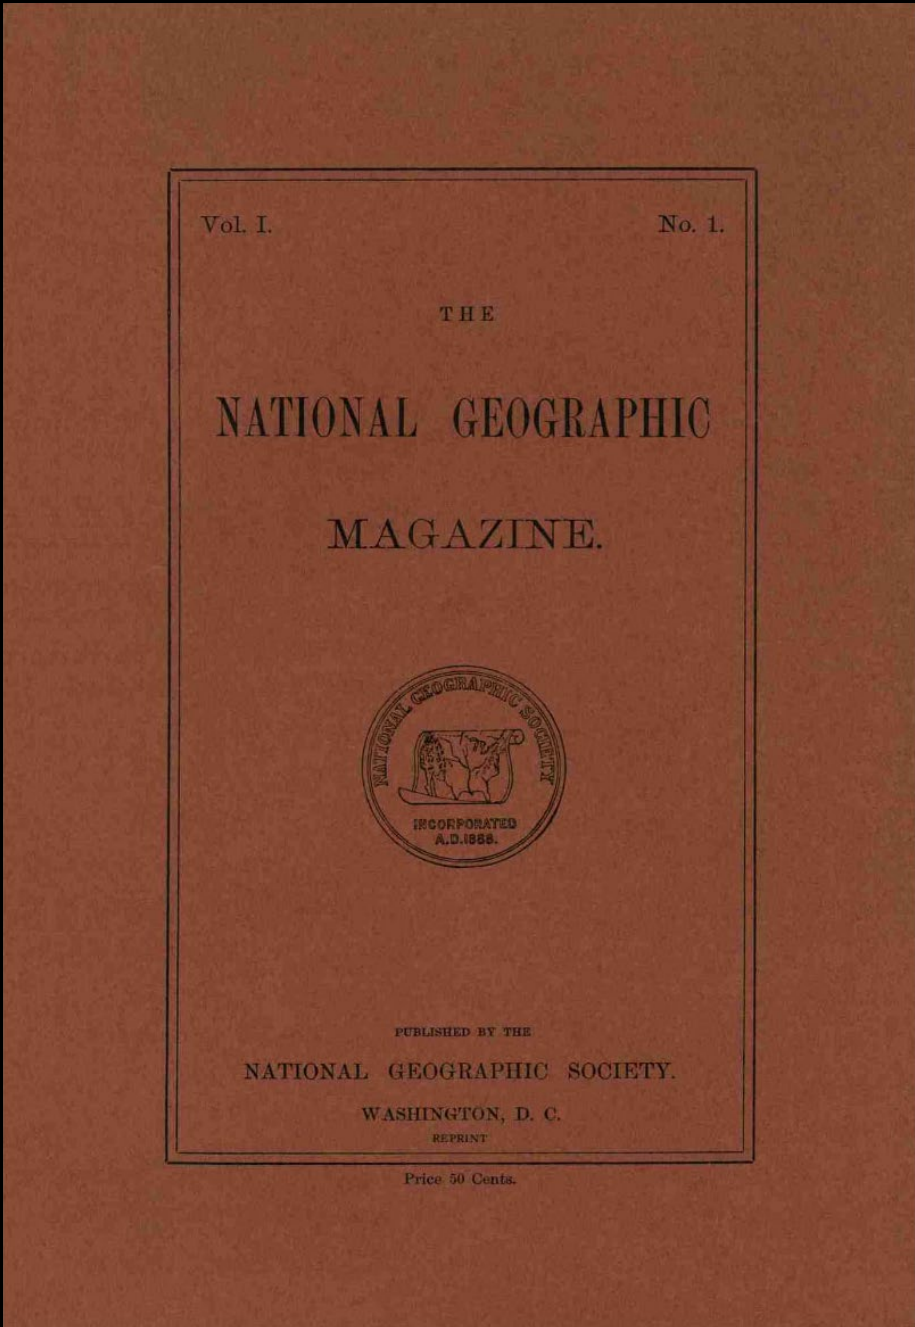 Vol. I. No. 1.
THE
NATIONAL GEOGRAPHIC
MAGAZINE.
NATIONAL GEOGRAPHIC SOCIETY
INCORPORATED
A.D.1888.
PUBLISHED BY THE
NATIONAL GEOGRAPHIC SOCIETY.
WASHINGTON, D. C.
REPRINT
Price 50 Cents.